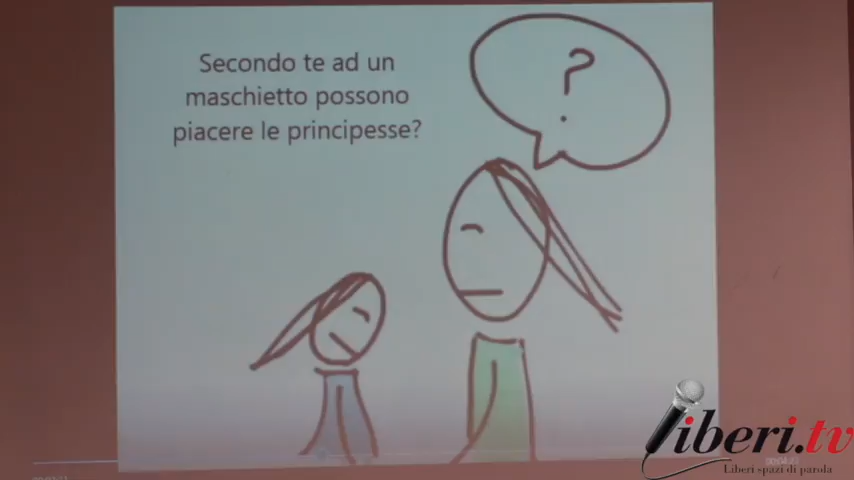 Secondo te ad un
maschietto possono
piacere le principesse?
?
liberi.tv
Liberi spazi di parola